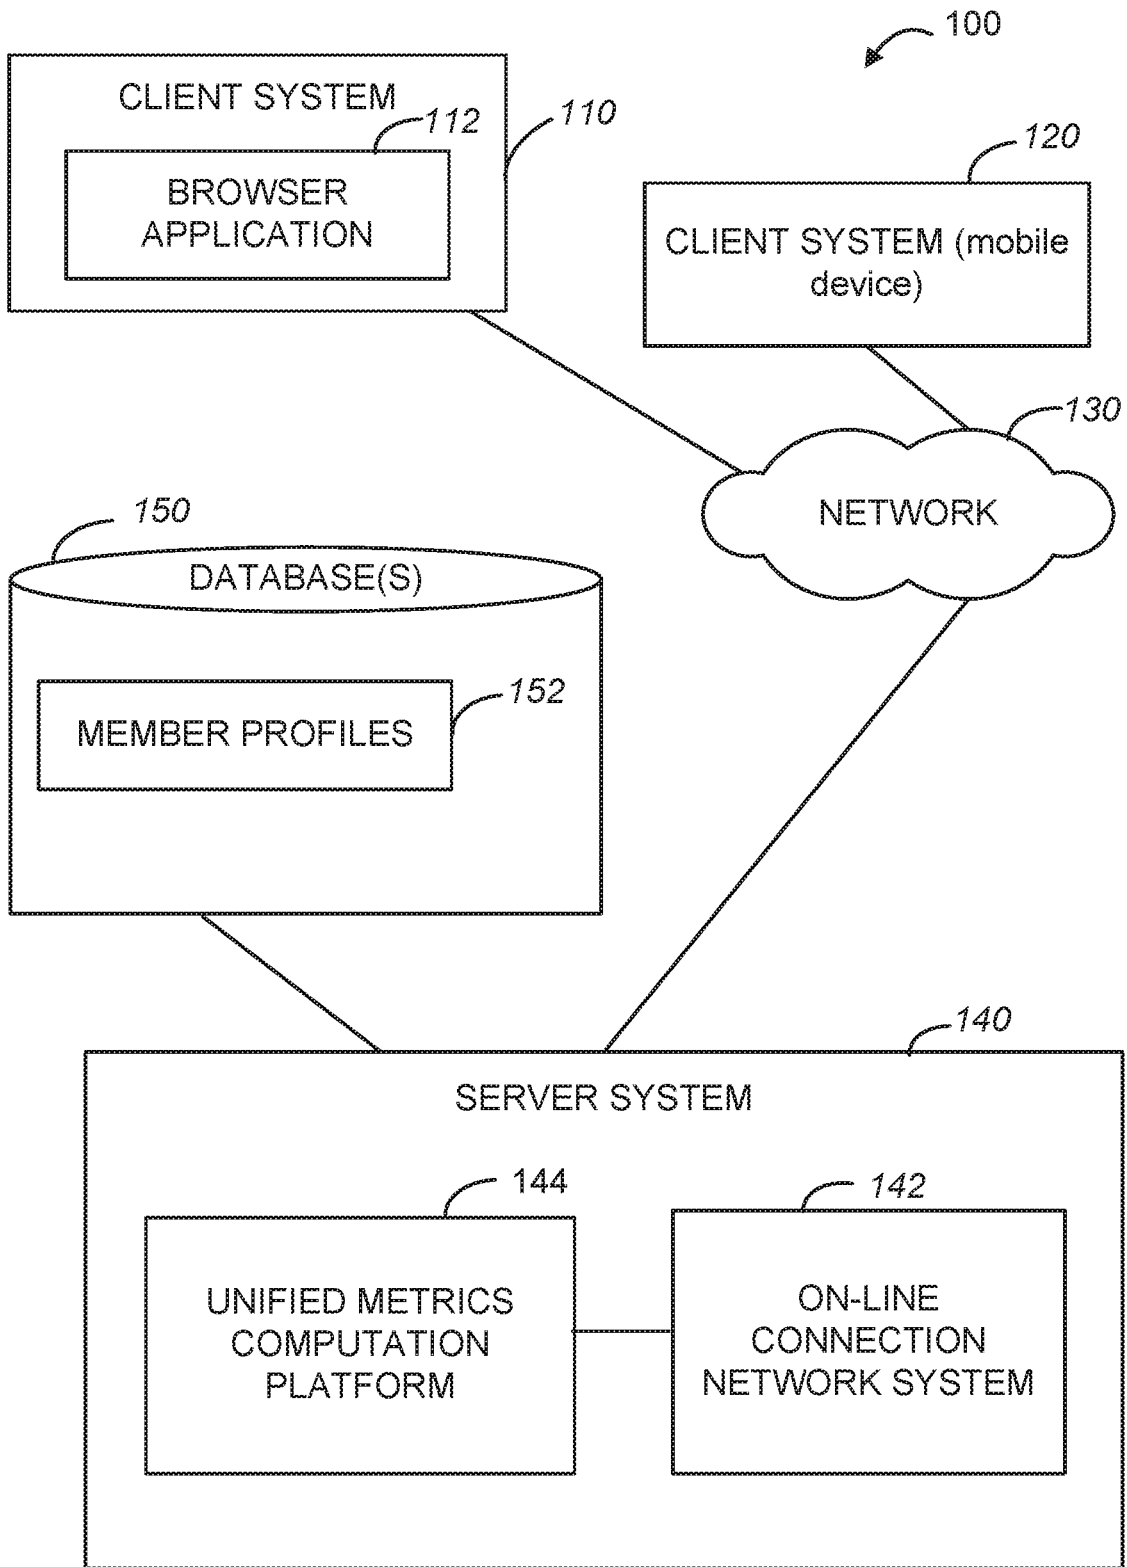 100
CLIENT SYSTEM
112
110
BROWSER
APPLICATION
120
CLIENT SYSTEM (mobile
device)
130
NETWORK
150
DATABASE(S)
152
MEMBER PROFILES
140
SERVER SYSTEM
144
142
UNIFIED METRICS
COMPUTATION
PLATFORM
ON-LINE
CONNECTION
NETWORK SYSTEM